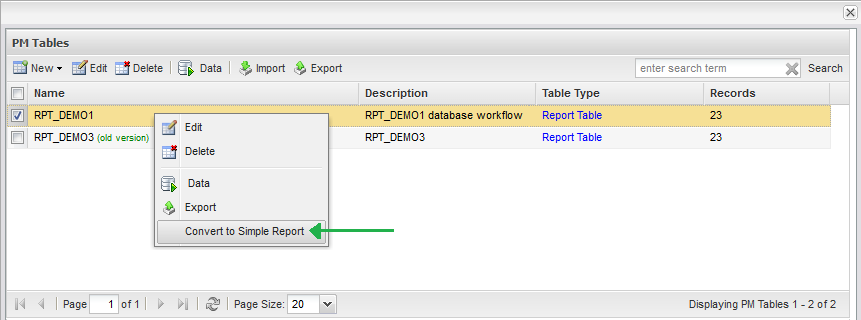 PM Tables
New Edit Delete Data Import Export enter search term Search
Name Description Table Type Records
RPT_DEMO1 RPT_DEMO1 database workflow Report Table 23
RPT_DEMO3 (old version) RPT_DEMO3 Report Table 23
Edit
Delete
Data
Export
Convert to Simple Report
Page 1 of 1 Page Size: 20 Displaying PM Tables 1 - 2 of 2